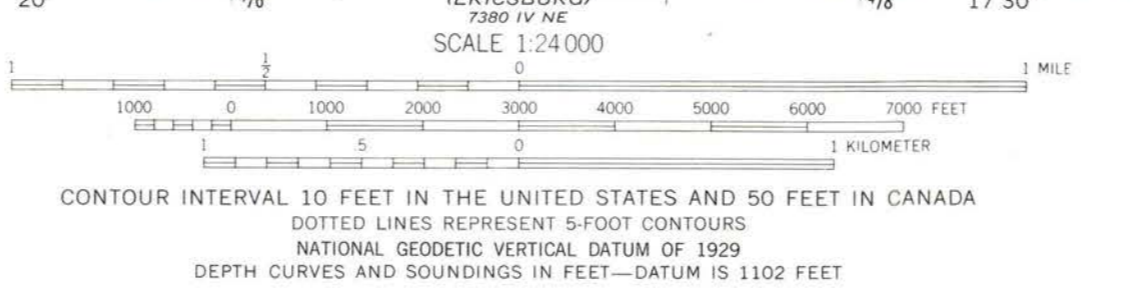 7380 IV NE
SCALE 1:24 000
1 1/2 0 1 MILE
1000 0 1000 2000 3000 4000 5000 6000 7000 FEET
1 .5 0 1 KILOMETER
CONTOUR INTERVAL 10 FEET IN THE UNITED STATES AND 50 FEET IN CANADA
DOTTED LINES REPRESENT 5-FOOT CONTOURS
NATIONAL GEODETIC VERTICAL DATUM OF 1929
DEPTH CURVES AND SOUNDINGS IN FEET—DATUM IS 1102 FEET